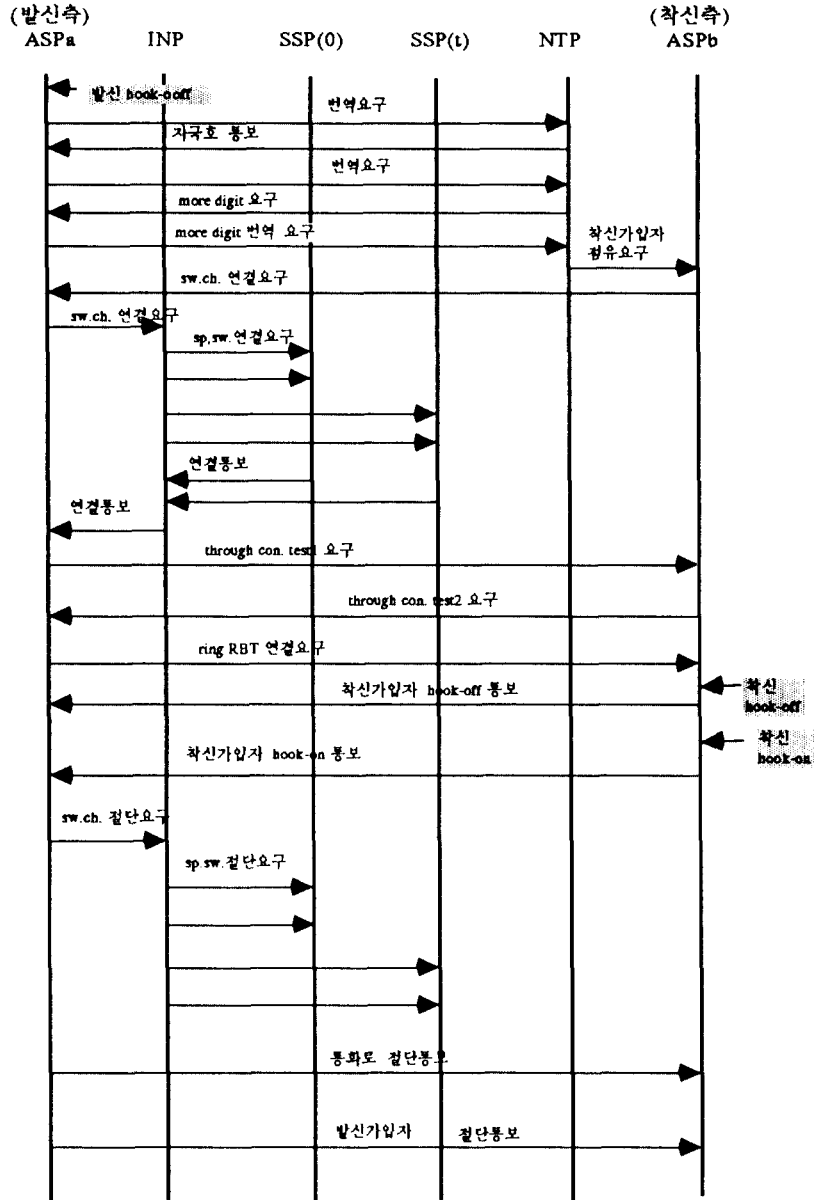 (발신측) (착신측)
ASPa INP SSP(0) SSP(t) NTP ASPb
발신 hook-ooff
번역요구
자국호 통보
번역요구
more digit 요구
more digit 번역 요구
착신가입자
점유요구
sw.ch. 연결요구
sw.ch. 연결요구
sp,sw.연결요구
연결통보
연결통보
through con. test1 요구
through con. test2 요구
ring RBT 연결요구
착신
hook-off
착신가입자 hook-off 통보
착신
hook-on
착신가입자 hook-on 통보
sw.ch. 절단요구
sp.sw.절단요구
통화로 절단통보
발신가입자 절단통보